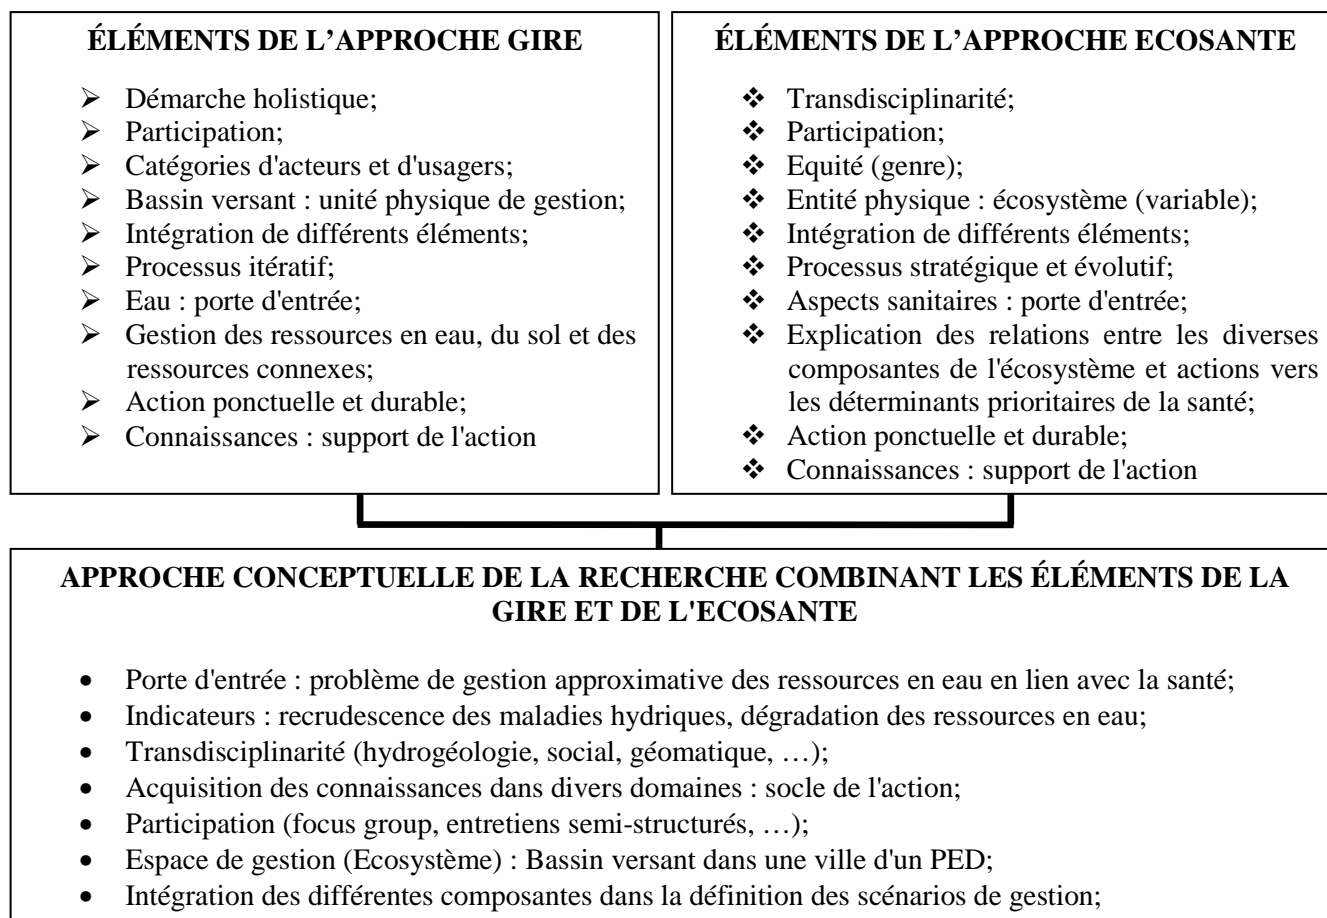 ÉLÉMENTS DE L’APPROCHE GIRE
➢ Démarche holistique;
➢ Participation;
➢ Catégories d'acteurs et d'usagers;
➢ Bassin versant : unité physique de gestion;
➢ Intégration de différents éléments;
➢ Processus itératif;
➢ Eau : porte d'entrée;
➢ Gestion des ressources en eau, du sol et des
ressources connexes;
➢ Action ponctuelle et durable;
➢ Connaissances : support de l'action
ÉLÉMENTS DE L’APPROCHE ECOSANTE
❖ Transdisciplinarité;
❖ Participation;
❖ Equité (genre);
❖ Entité physique : écosystème (variable);
❖ Intégration de différents éléments;
❖ Processus stratégique et évolutif;
❖ Aspects sanitaires : porte d'entrée;
❖ Explication des relations entre les diverses
composantes de l'écosystème et actions vers
les déterminants prioritaires de la santé;
❖ Action ponctuelle et durable;
❖ Connaissances : support de l'action
APPROCHE CONCEPTUELLE DE LA RECHERCHE COMBINANT LES ÉLÉMENTS DE LA
GIRE ET DE L'ECOSANTE
• Porte d'entrée : problème de gestion approximative des ressources en eau en lien avec la santé;
• Indicateurs : recrudescence des maladies hydriques, dégradation des ressources en eau;
• Transdisciplinarité (hydrogéologie, social, géomatique, …);
• Acquisition des connaissances dans divers domaines : socle de l'action;
• Participation (focus group, entretiens semi-structurés, …);
• Espace de gestion (Ecosystème) : Bassin versant dans une ville d'un PED;
• Intégration des différentes composantes dans la définition des scénarios de gestion;